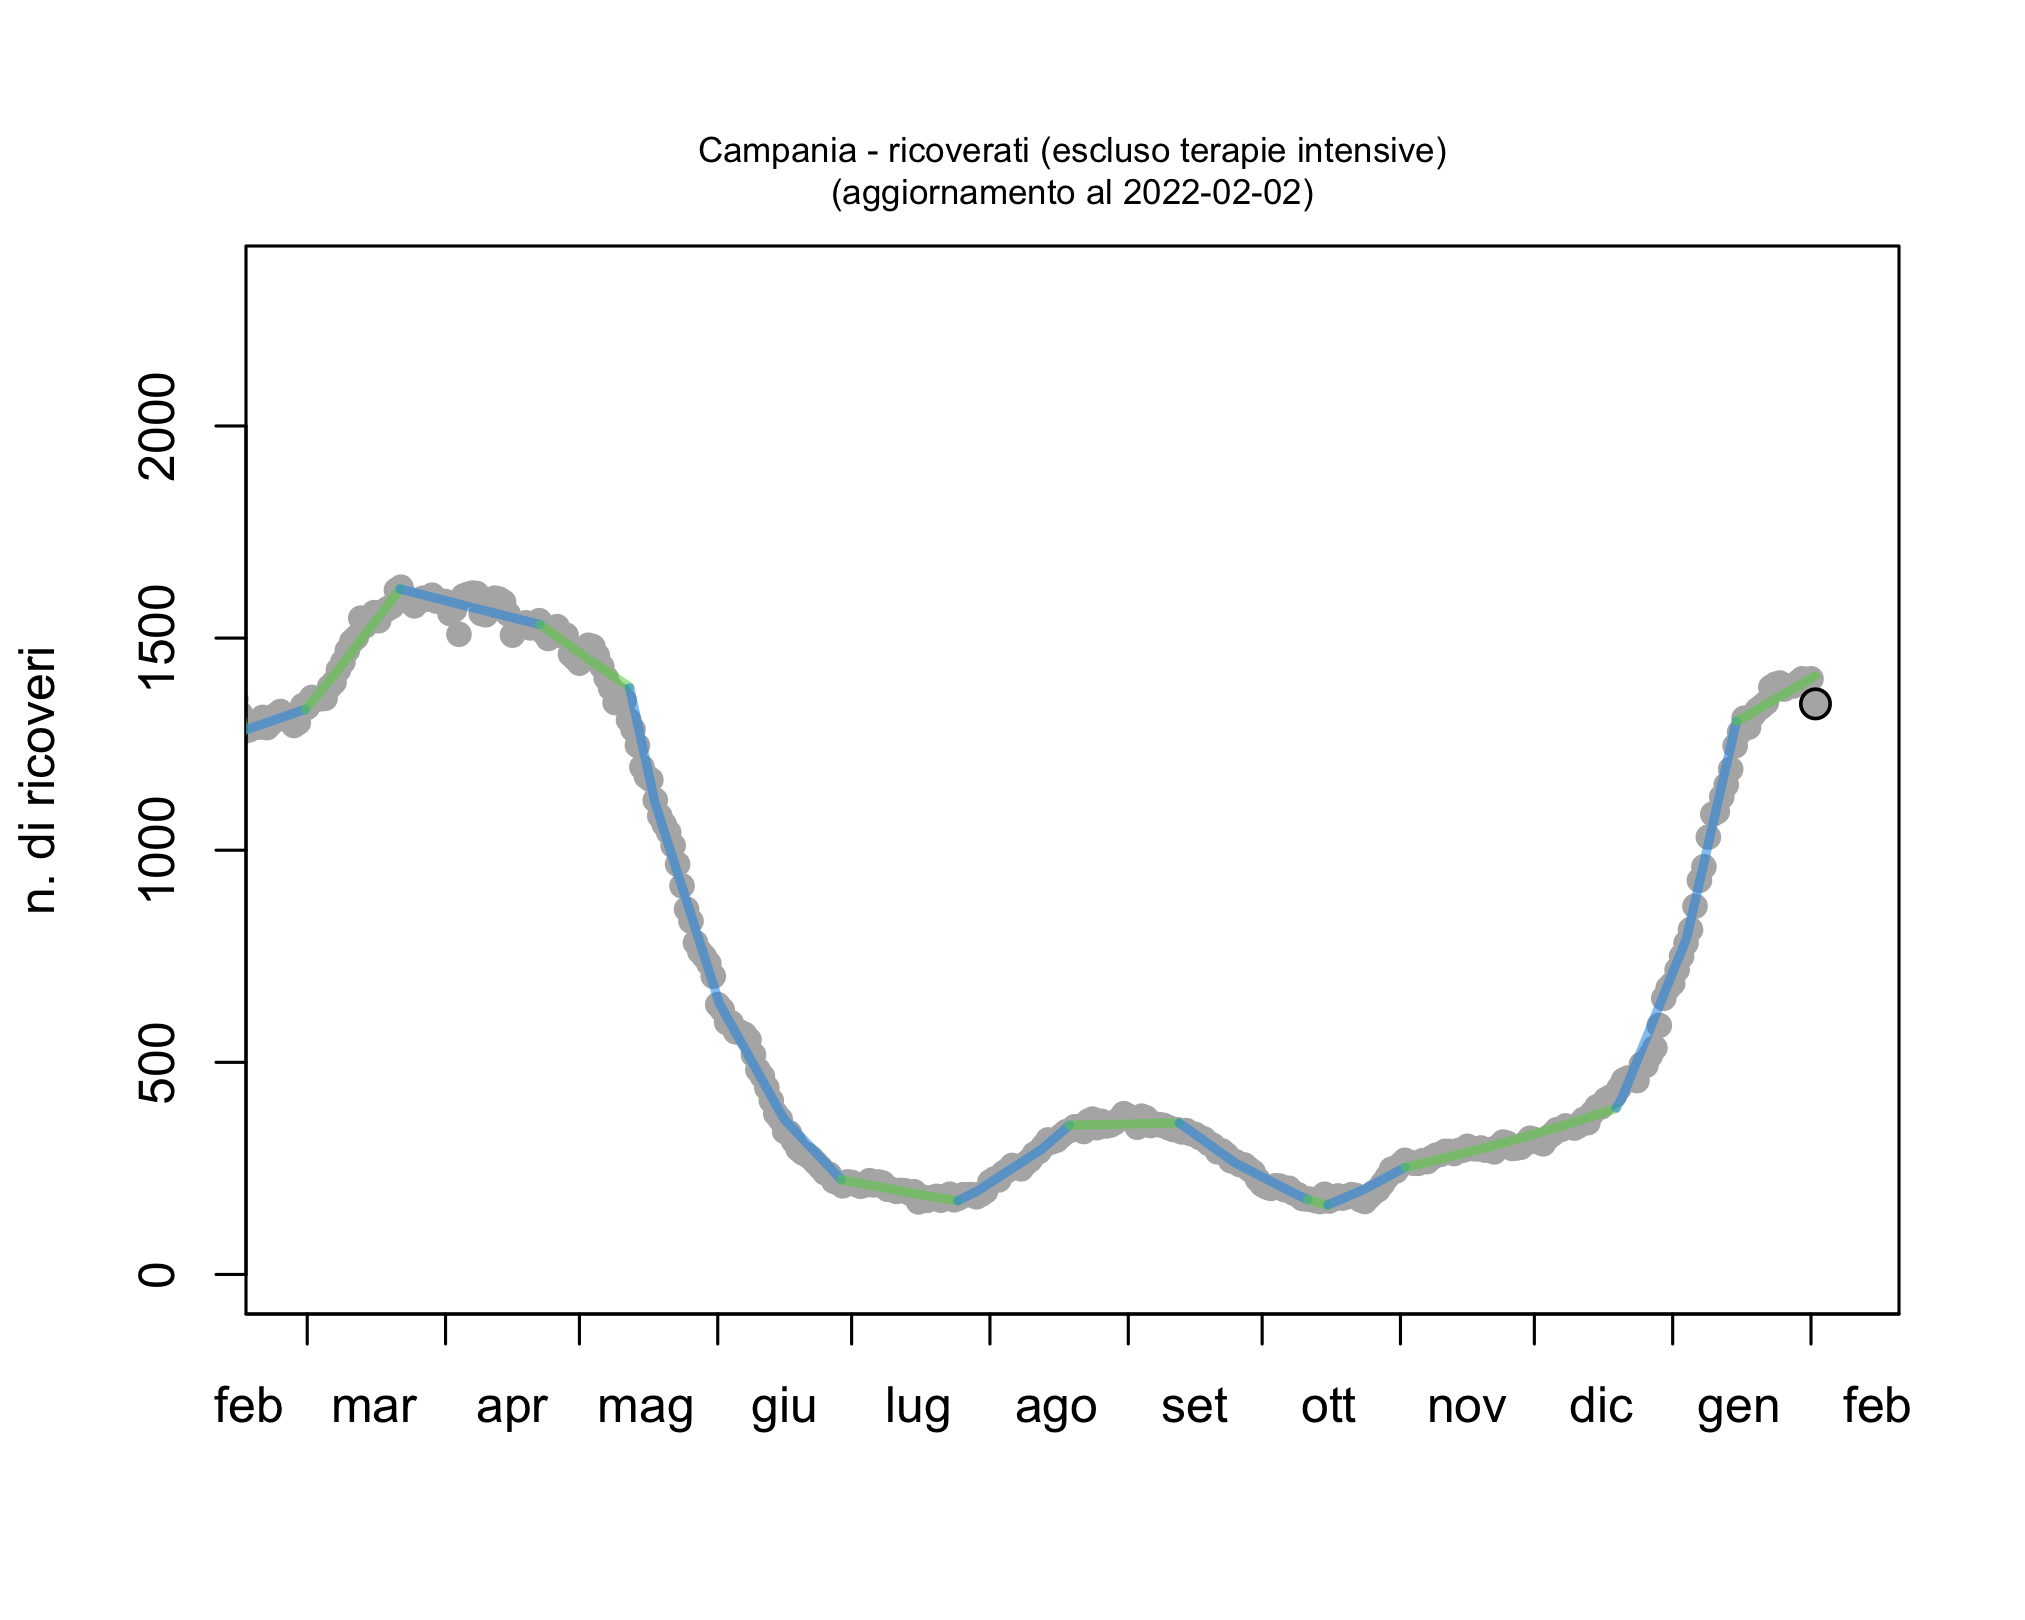 Campania - ricoverati (escluso terapie intensive)
(aggiornamento al 2022-02-02)
n. di ricoveri
2000
1500
1000
500
0
feb mar apr mag giu lug ago set ott nov dic gen feb